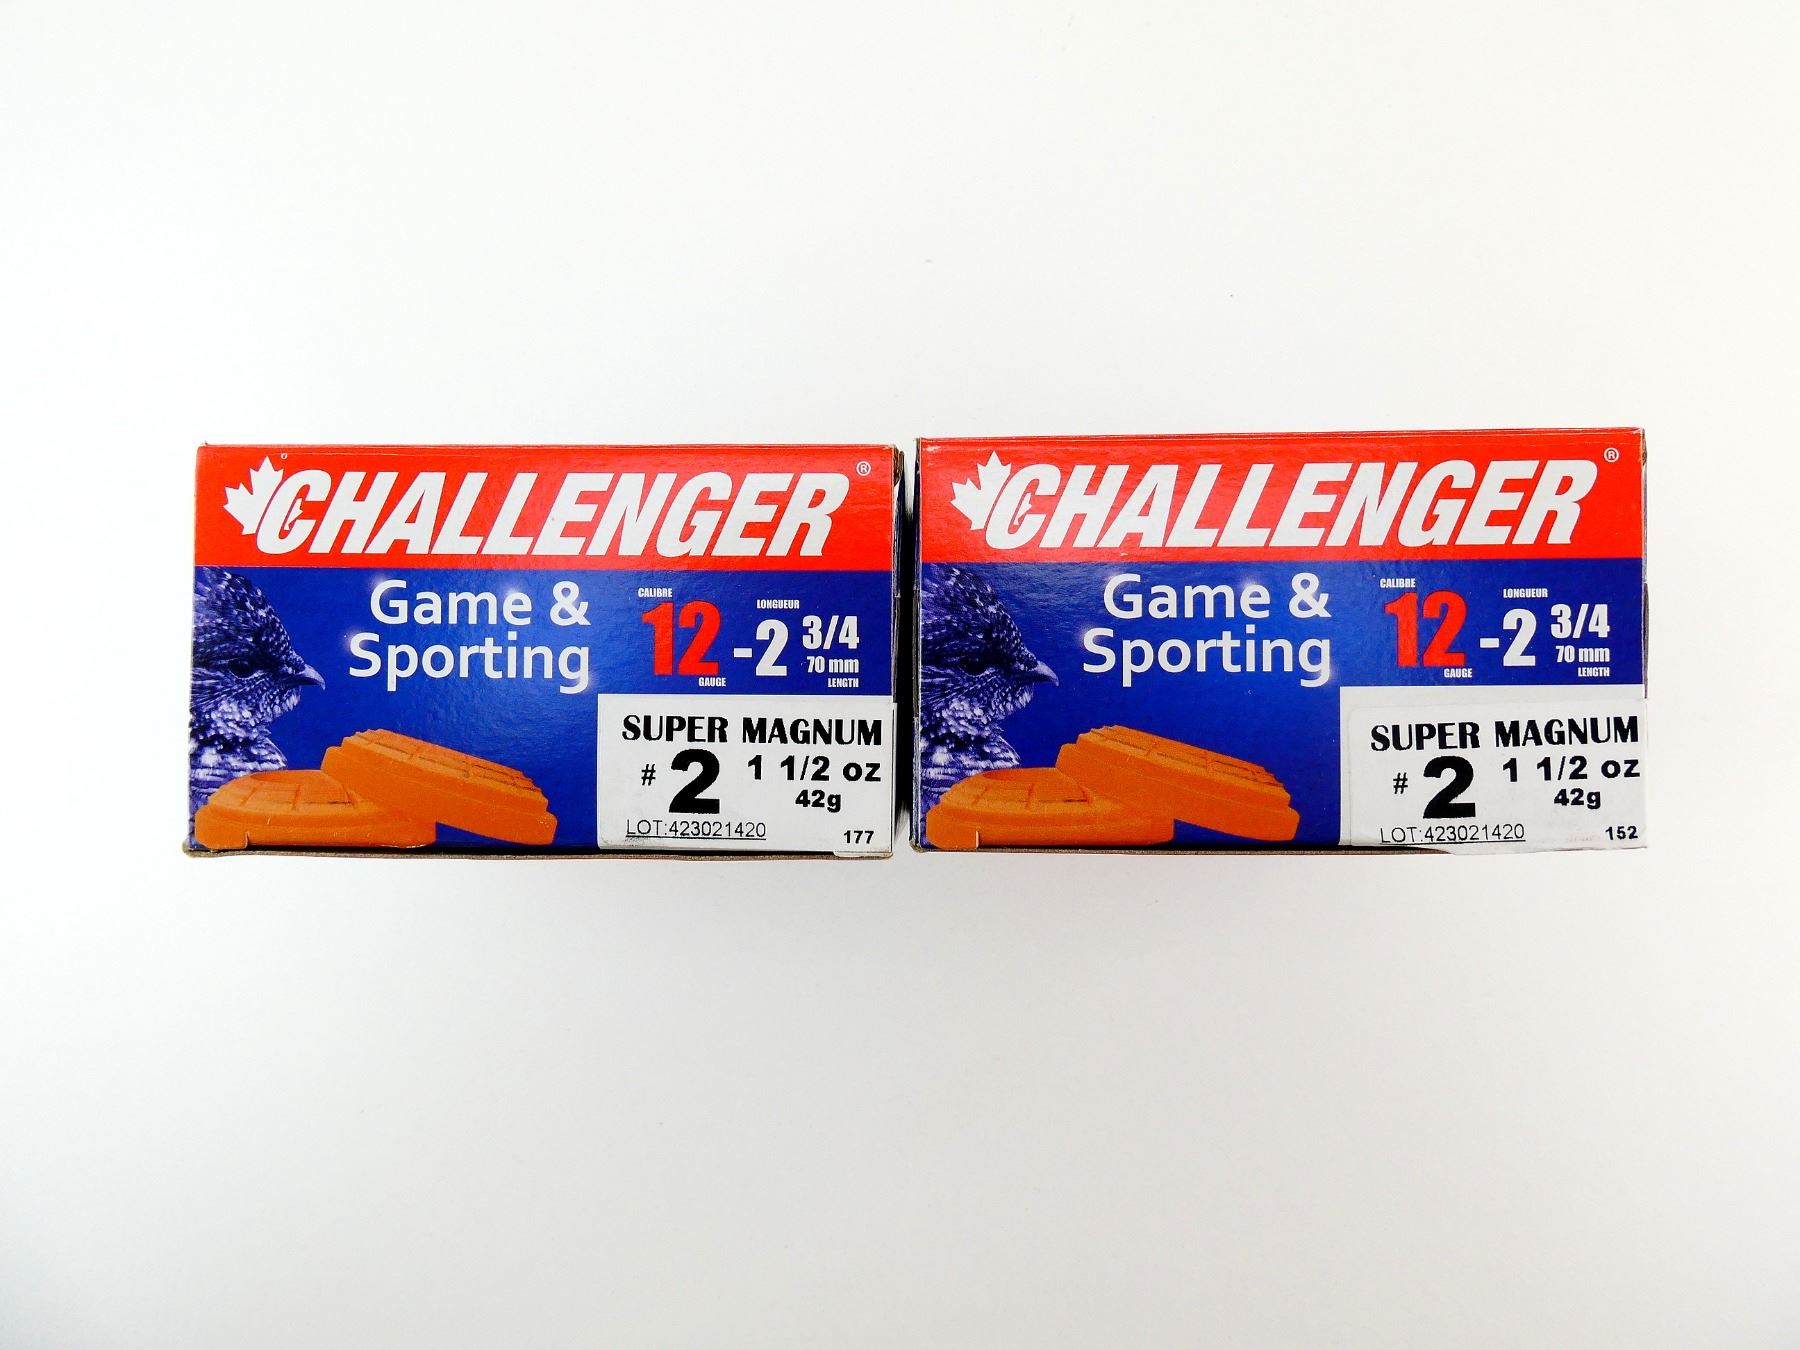 CHALLENGER®
Game &
Sporting
CALIBRE
12
GAUGE
LONGUEUR
-2 3/4
70 mm
LENGTH
SUPER MAGNUM
# 2 1 1/2 oz
42g
LOT:423021420
177
CHALLENGER®
Game &
Sporting
CALIBRE
12
GAUGE
LONGUEUR
-2 3/4
70 mm
LENGTH
SUPER MAGNUM
# 2 1 1/2 oz
42g
LOT:423021420
152